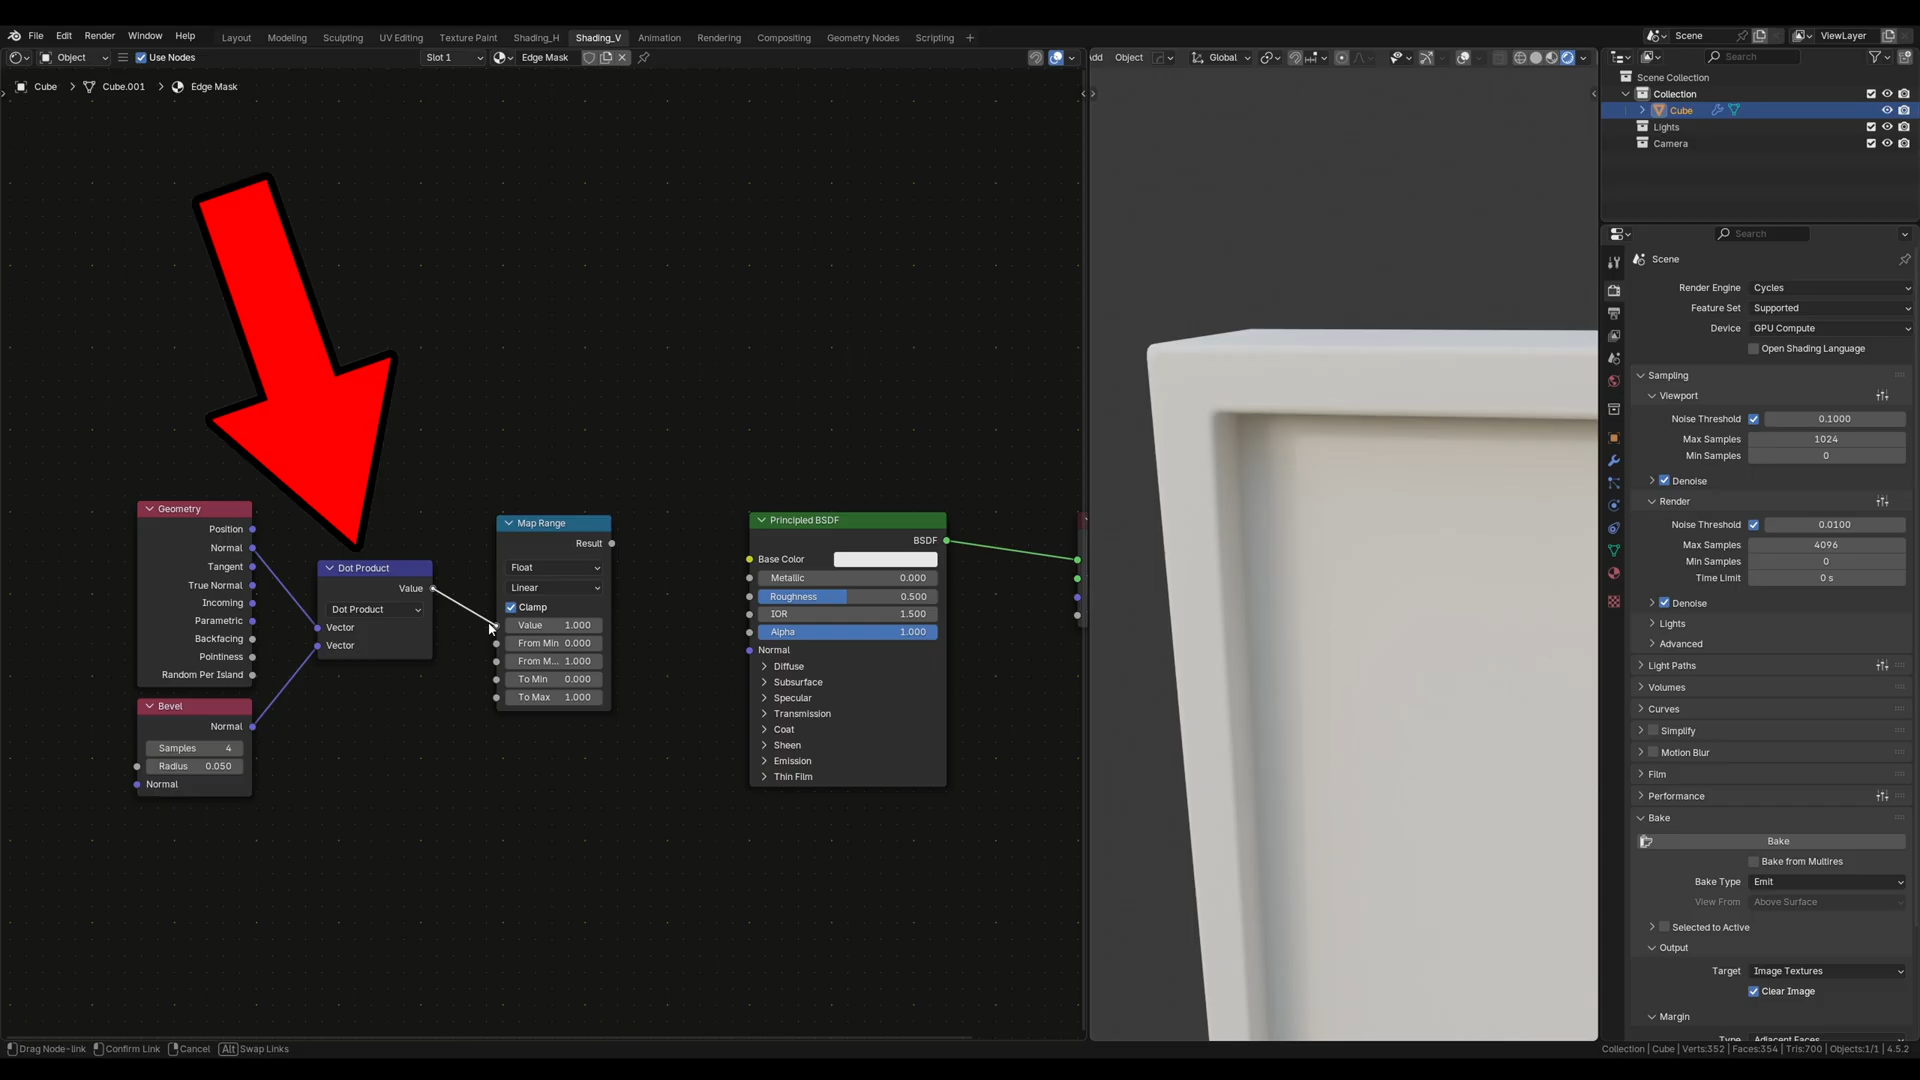 File Edit Render Window Help Layout Modeling Sculpting UV Editing Texture Paint Shading_H Shading_V Animation Rendering Compositing Geometry Nodes Scripting Scene ViewLayer
Object Use Nodes Slot 1 Edge Mask
Cube Cube.001 Edge Mask
Geometry
Position
Normal
Tangent
True Normal
Incoming
Parametric
Backfacing
Pointiness
Random Per Island
Bevel
Normal
Samples 4
Radius 0.050
Normal
Dot Product
Value
Dot Product
Vector
Vector
Map Range
Result
Float
Linear
Clamp
Value 1.000
From Min 0.000
From M... 1.000
To Min 0.000
To Max 1.000
Principled BSDF
BSDF
Base Color
Metallic 0.000
Roughness 0.500
IOR 1.500
Alpha 1.000
Normal
Diffuse
Subsurface
Specular
Transmission
Coat
Sheen
Emission
Thin Film
Drag Node-link Confirm Link Cancel Alt Swap Links
dd Object Global
Search
Scene Collection
Collection
Cube
Lights
Camera
Search
Scene
Render Engine Cycles
Feature Set Supported
Device GPU Compute
Open Shading Language
Sampling
Viewport
Noise Threshold 0.1000
Max Samples 1024
Min Samples 0
Denoise
Render
Noise Threshold 0.0100
Max Samples 4096
Min Samples 0
Time Limit 0 s
Denoise
Lights
Advanced
Light Paths
Volumes
Curves
Simplify
Motion Blur
Film
Performance
Bake
Bake
Bake from Multires
Bake Type Emit
View From Above Surface
Selected to Active
Output
Target Image Textures
Clear Image
Margin
Type Adjacent Faces
Collection | Cube | Verts:352 | Faces:354 | Tris:700 | Objects:1/1 | 4.5.2